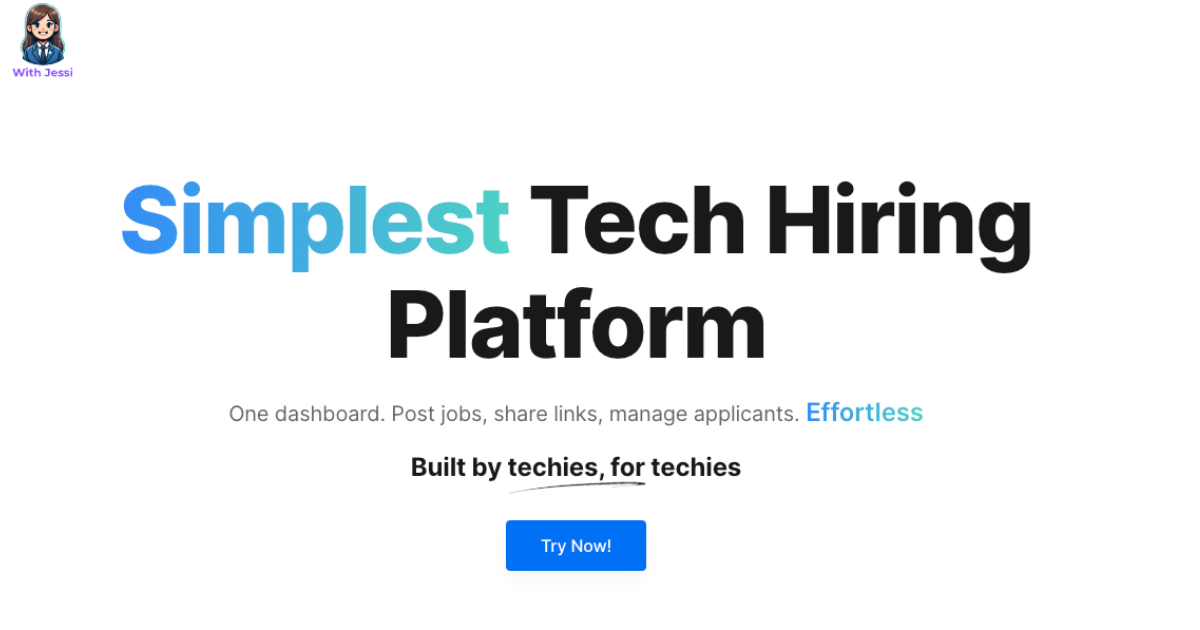 With Jessi
Simplest Tech Hiring
Platform
One dashboard. Post jobs, share links, manage applicants. Effortless
Built by techies, for techies
Try Now!